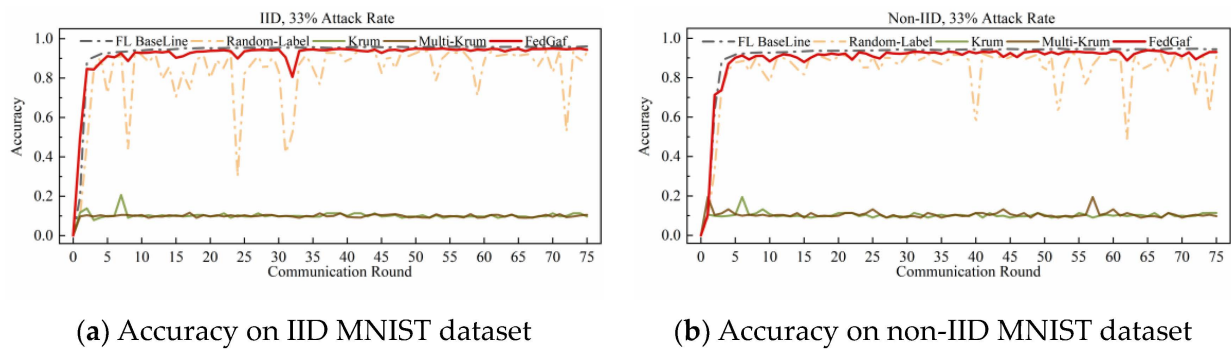 IID, 33% Attack Rate
1.0
FL BaseLine Random-Label Krum Multi-Krum FedGaf
0.8
0.6
0.4
0.2
0.0
Accuracy
0 5 10 15 20 25 30 35 40 45 50 55 60 65 70 75
Communication Round
(a) Accuracy on IID MNIST dataset
Non-IID, 33% Attack Rate
1.0
FL BaseLine Random-Label Krum Multi-Krum FedGaf
0.8
0.6
0.4
0.2
0.0
Accuracy
0 5 10 15 20 25 30 35 40 45 50 55 60 65 70 75
Communication Round
(b) Accuracy on non-IID MNIST dataset